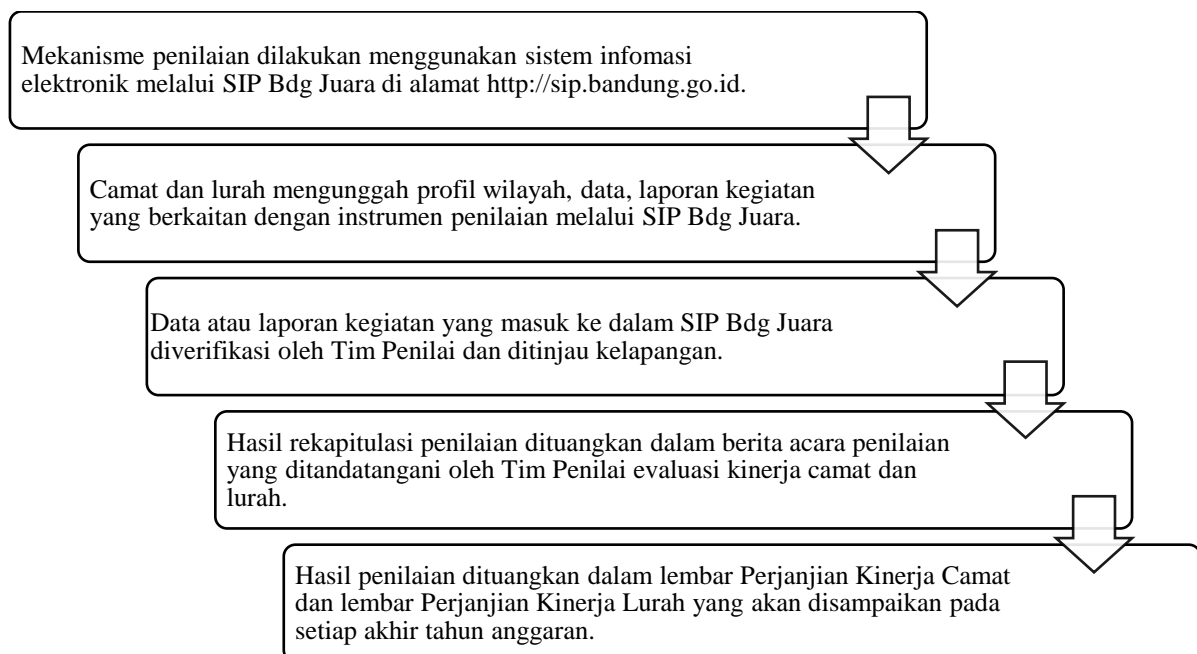 Mekanisme penilaian dilakukan menggunakan sistem infomasi
elektronik melalui SIP Bdg Juara di alamat http://sip.bandung.go.id.
Camat dan lurah mengunggah profil wilayah, data, laporan kegiatan
yang berkaitan dengan instrumen penilaian melalui SIP Bdg Juara.
Data atau laporan kegiatan yang masuk ke dalam SIP Bdg Juara
diverifikasi oleh Tim Penilai dan ditinjau kelapangan.
Hasil rekapitulasi penilaian dituangkan dalam berita acara penilaian
yang ditandatangani oleh Tim Penilai evaluasi kinerja camat dan
lurah.
Hasil penilaian dituangkan dalam lembar Perjanjian Kinerja Camat
dan lembar Perjanjian Kinerja Lurah yang akan disampaikan pada
setiap akhir tahun anggaran.